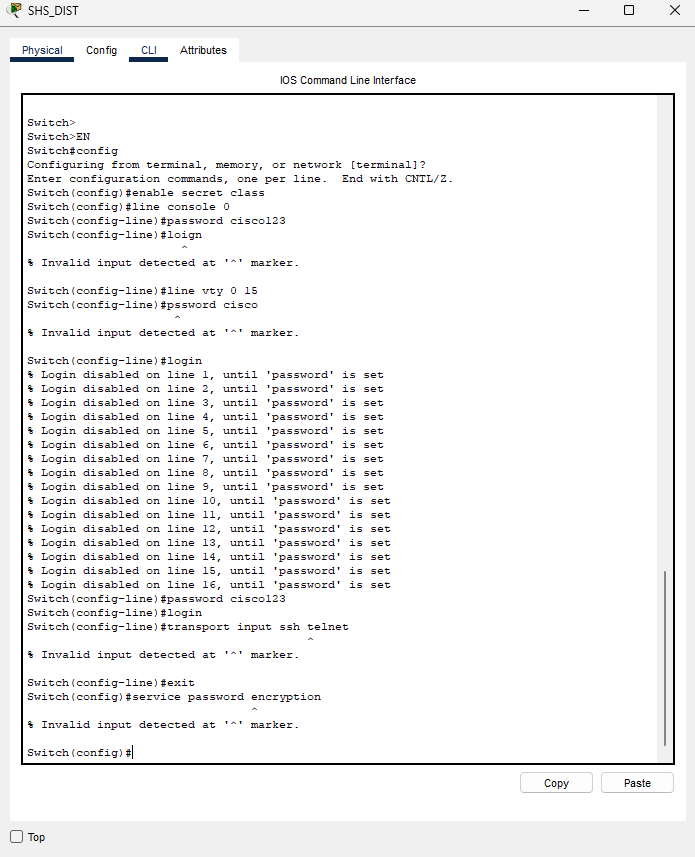 SHS_DIST
Physical Config CLI Attributes
IOS Command Line Interface
Switch>
Switch>EN
Switch#config
Configuring from terminal, memory, or network [terminal]?
Enter configuration commands, one per line.  End with CNTL/Z.
Switch(config)#enable secret class
Switch(config)#line console 0
Switch(config-line)#password cisco123
Switch(config-line)#loign
^
% Invalid input detected at '^' marker.
Switch(config-line)#line vty 0 15
Switch(config-line)#pssword cisco
^
% Invalid input detected at '^' marker.
Switch(config-line)#login
% Login disabled on line 1, until 'password' is set
% Login disabled on line 2, until 'password' is set
% Login disabled on line 3, until 'password' is set
% Login disabled on line 4, until 'password' is set
% Login disabled on line 5, until 'password' is set
% Login disabled on line 6, until 'password' is set
% Login disabled on line 7, until 'password' is set
% Login disabled on line 8, until 'password' is set
% Login disabled on line 9, until 'password' is set
% Login disabled on line 10, until 'password' is set
% Login disabled on line 11, until 'password' is set
% Login disabled on line 12, until 'password' is set
% Login disabled on line 13, until 'password' is set
% Login disabled on line 14, until 'password' is set
% Login disabled on line 15, until 'password' is set
% Login disabled on line 16, until 'password' is set
Switch(config-line)#password cisco123
Switch(config-line)#login
Switch(config-line)#transport input ssh telnet
^
% Invalid input detected at '^' marker.
Switch(config-line)#exit
Switch(config)#service password encryption
^
% Invalid input detected at '^' marker.
Switch(config)#
Copy Paste
Top